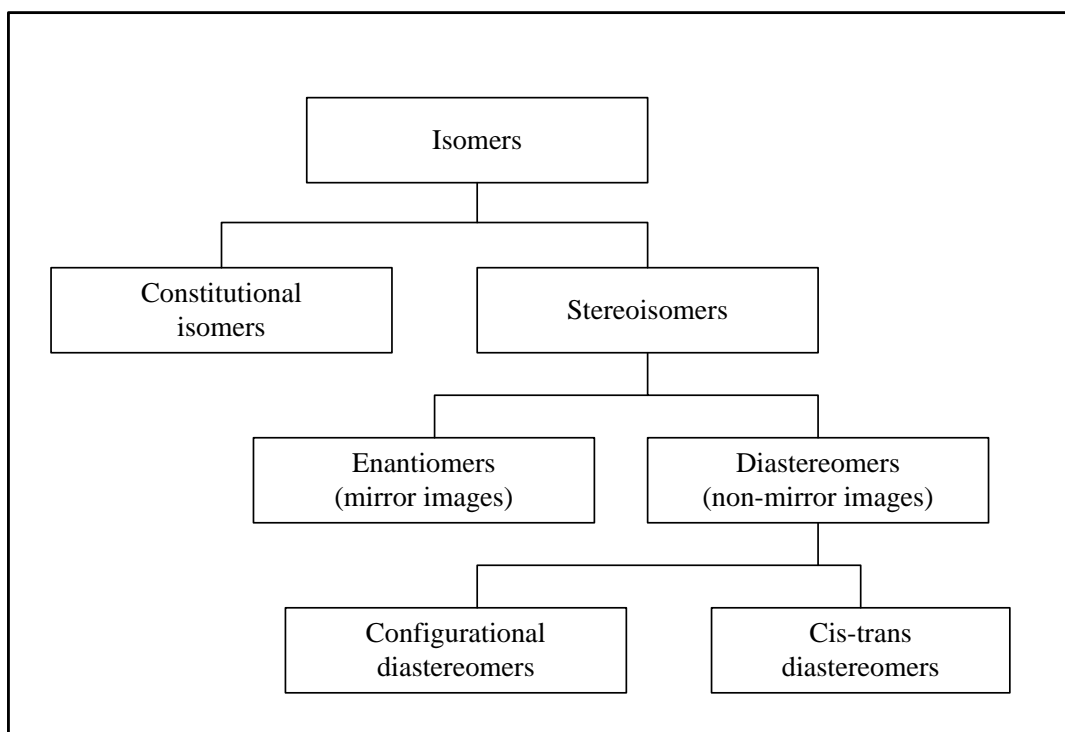 Isomers
Constitutional
isomers
Stereoisomers
Enantiomers
(mirror images)
Diastereomers
(non-mirror images)
Configurational
diastereomers
Cis-trans
diastereomers